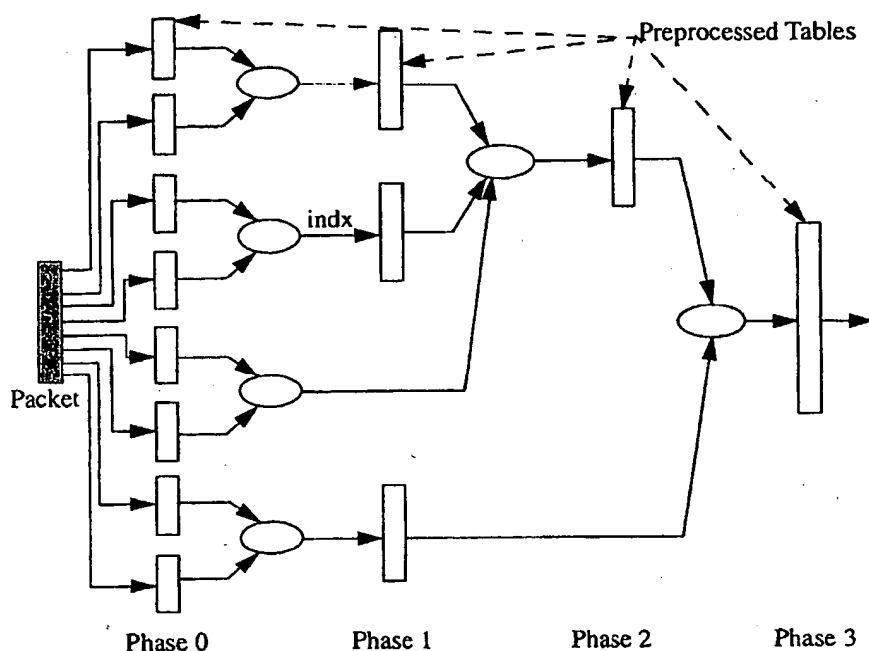 Preprocessed Tables
indx
Packet
Phase 0
Phase 1
Phase 2
Phase 3